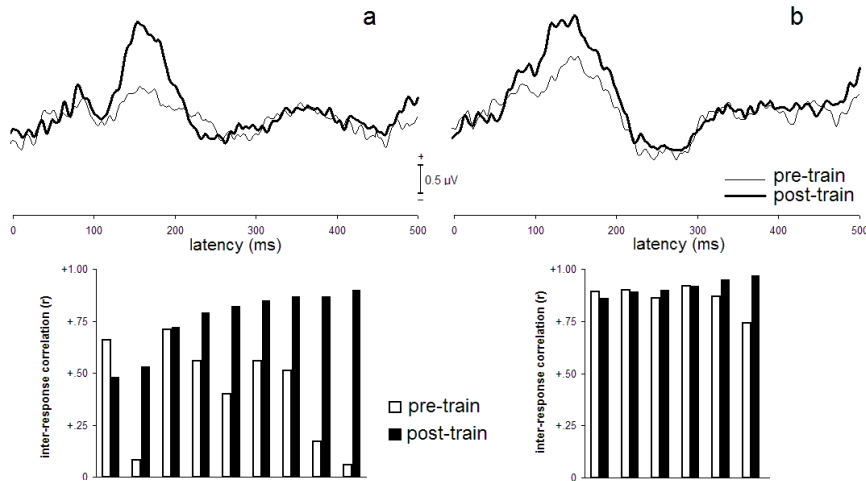 a
b
+
0.5 µV
–
pre-train
post-train
0 100 200 300 400 500
latency (ms)
0 100 200 300 400 500
latency (ms)
inter-response correlation (r)
+1.00
+.75
+.50
+.25
0
pre-train
post-train
inter-response correlation (r)
+1.00
+.75
+.50
+.25
0